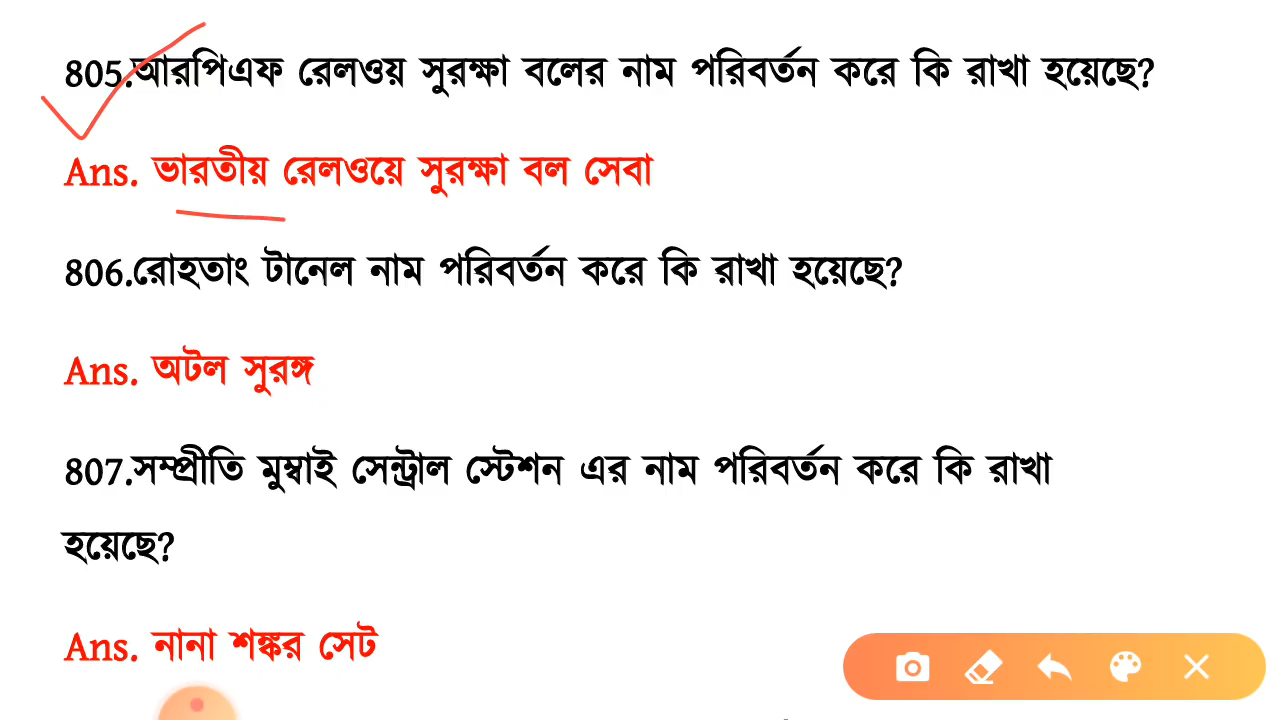 805.আরপিএফ রেলওয় সুরক্ষা বলের নাম পরিবর্তন করে কি রাখা হয়েছে?
Ans. ভারতীয় রেলওয়ে সুরক্ষা বল সেবা
806.রোহতাং টানেল নাম পরিবর্তন করে কি রাখা হয়েছে?
Ans. অটল সুরঙ্গ
807.সম্প্রীতি মুম্বাই সেন্ট্রাল স্টেশন এর নাম পরিবর্তন করে কি রাখা
হয়েছে?
Ans. নানা শঙ্কর সেট